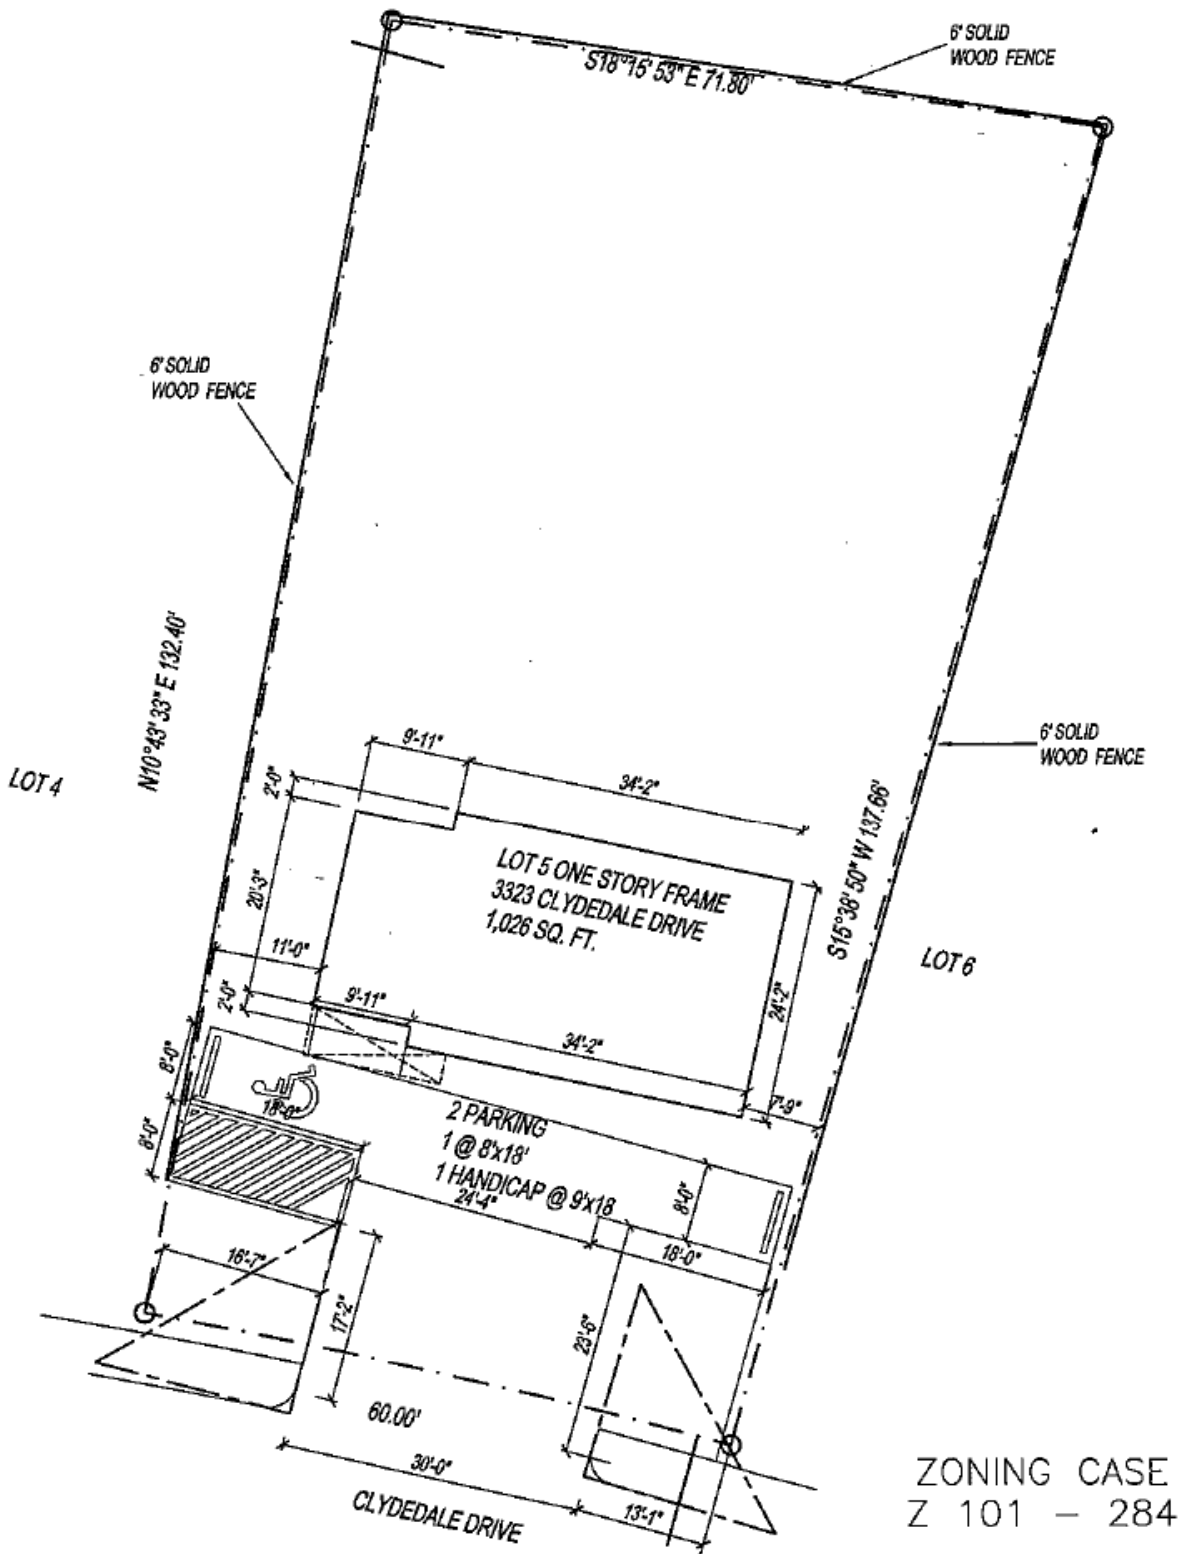 6' SOLID
WOOD FENCE
S18°15' 53" E 71.80'
6' SOLID
WOOD FENCE
N10°43' 33" E 132.40'
LOT 4
6' SOLID
WOOD FENCE
9'-11"
34'-2"
2'-0"
20'-3"
LOT 5 ONE STORY FRAME
3323 CLYDEDALE DRIVE
1,026 SQ. FT.
S15°38' 50" W 137.66'
LOT 6
11'-0"
2'-0"
9'-11"
34'-2"
24'-2"
7'-9"
8'-0"
8'-0"
18'-0"
2 PARKING
1 @ 8'x18'
1 HANDICAP @ 9'x18
24'-4"
8'-0"
18'-0"
16'-7"
17'-2"
23'-6"
60.00'
30'-0"
13'-1"
CLYDEDALE DRIVE
ZONING CASE
Z 101 – 284